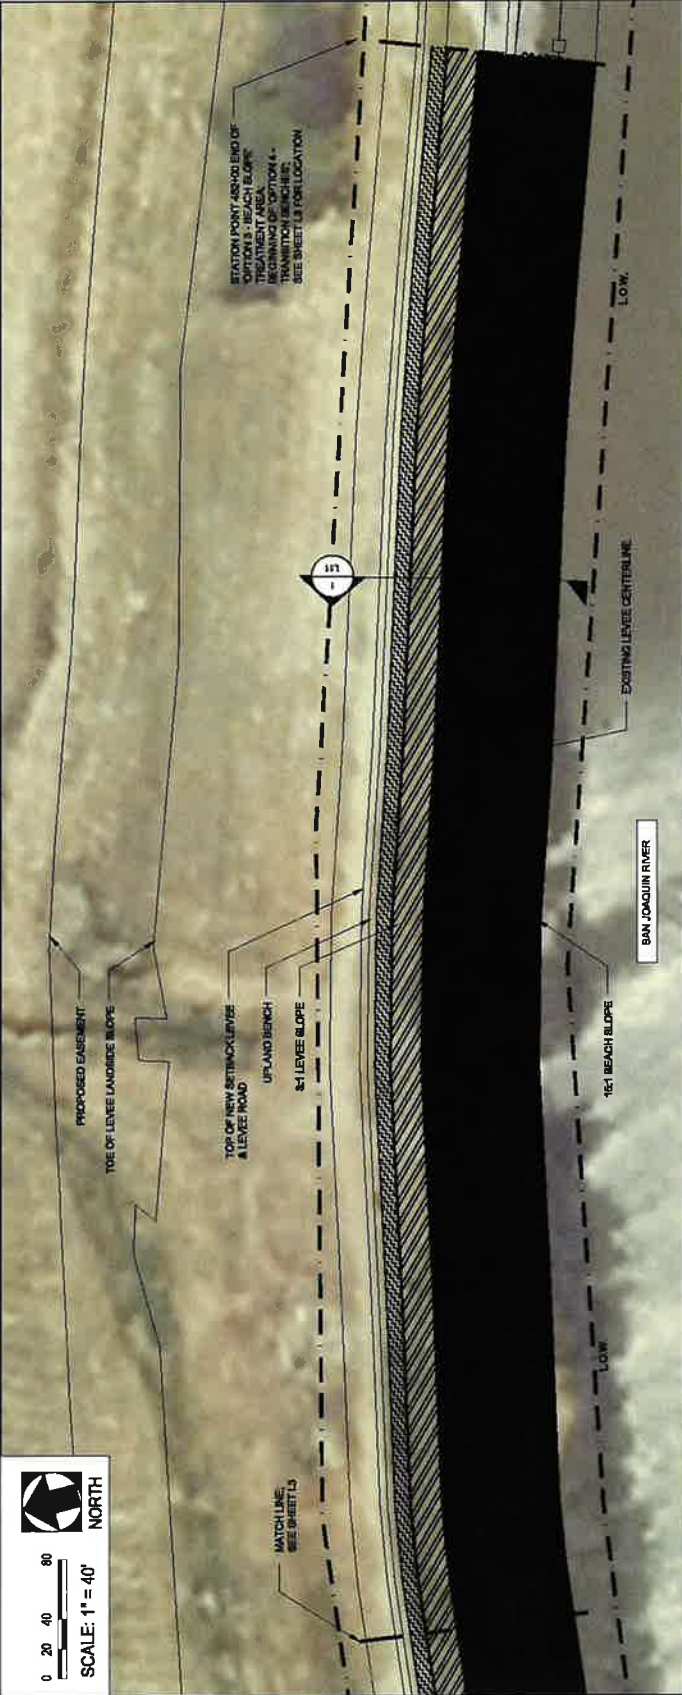 0 20 40 80
SCALE: 1" = 40'
NORTH
MATCH LINE,
SEE SHEET L5
PROPOSED EASEMENT
TOE OF LEVEE LANDSIDE SLOPE
TOP OF NEW SETBACK LEVEE
& LEVEE ROAD
UPLAND BENCH
3:1 LEVEE SLOPE
STATION POINT END OF
"OPTION 3 - BEACH SLOPE"
TREATMENT AREA;
BEGINNING OF "OPTION 4 -
TRANSITION BENCHES";
SEE SHEET FOR LOCATION
1
L.O.W.
L.O.W.
EXISTING LEVEE CENTERLINE
SAN JOAQUIN RIVER
15:1 BEACH SLOPE